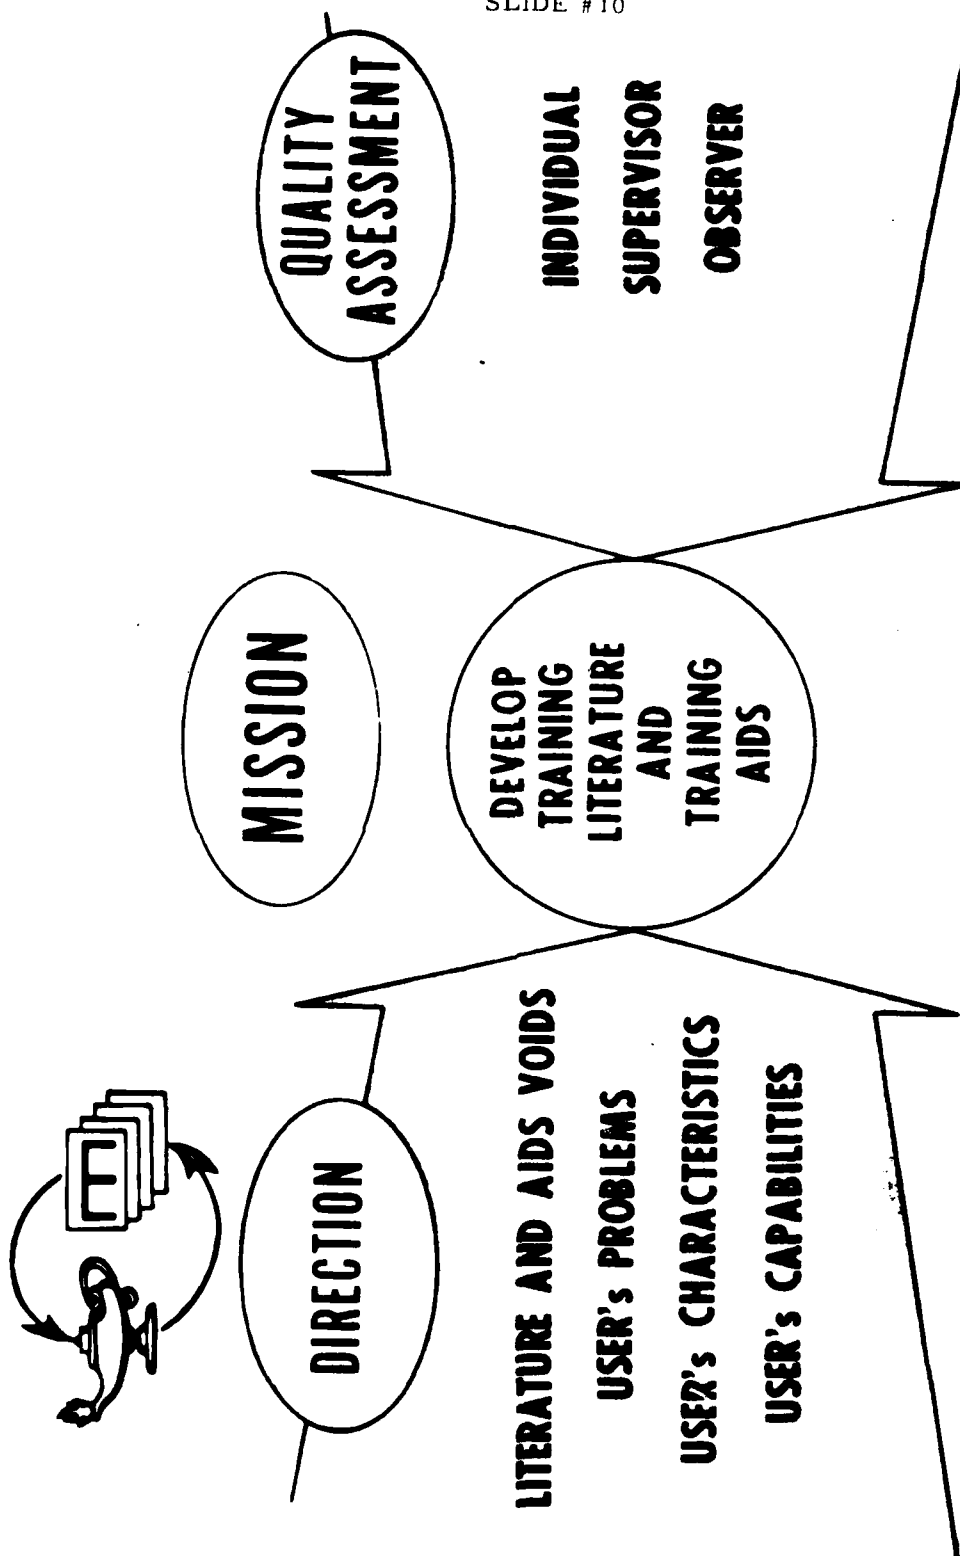 SLIDE #10
E
DIRECTION
LITERATURE AND AIDS VOIDS
USER's PROBLEMS
USER's CHARACTERISTICS
USER's CAPABILITIES
MISSION
DEVELOP
TRAINING
LITERATURE
AND
TRAINING
AIDS
QUALITY
ASSESSMENT
INDIVIDUAL
SUPERVISOR
OBSERVER